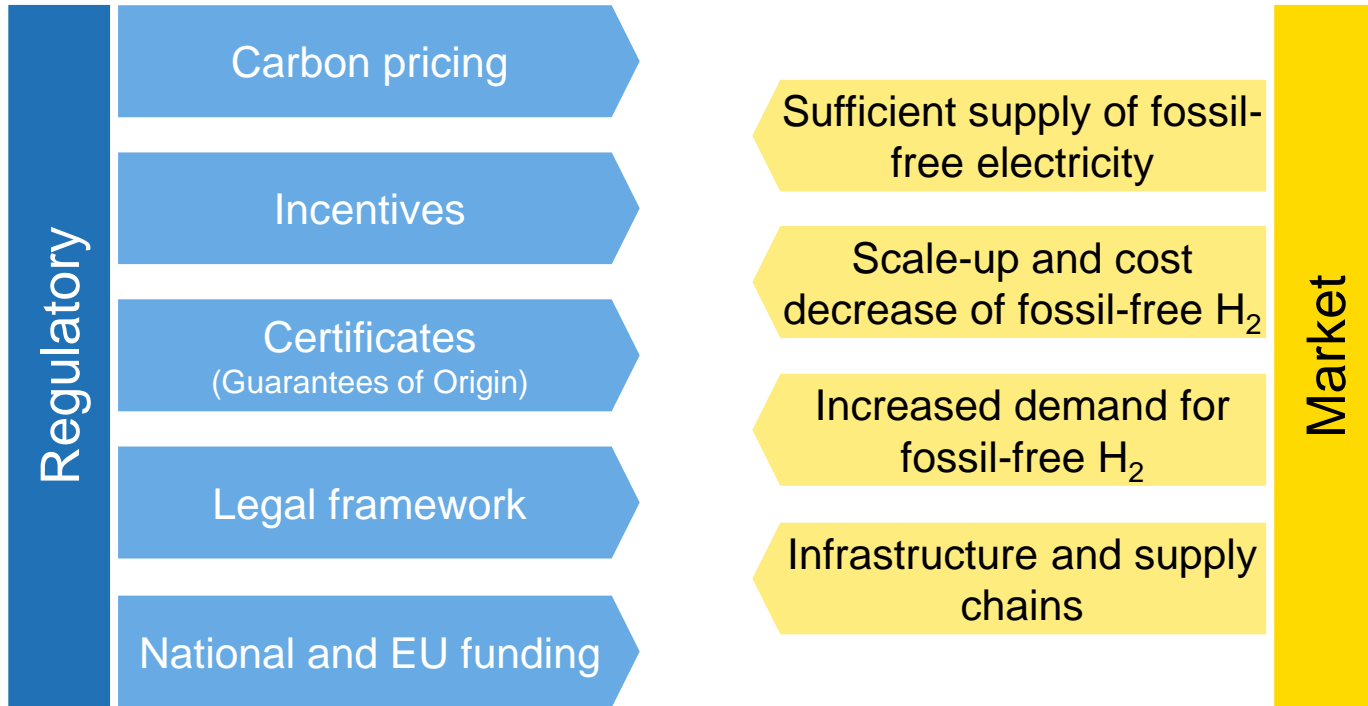 Regulatory
Carbon pricing
Incentives
Certificates
(Guarantees of Origin)
Legal framework
National and EU funding
Sufficient supply of fossil-
free electricity
Scale-up and cost
decrease of fossil-free H₂
Increased demand for
fossil-free H₂
Infrastructure and supply
chains
Market